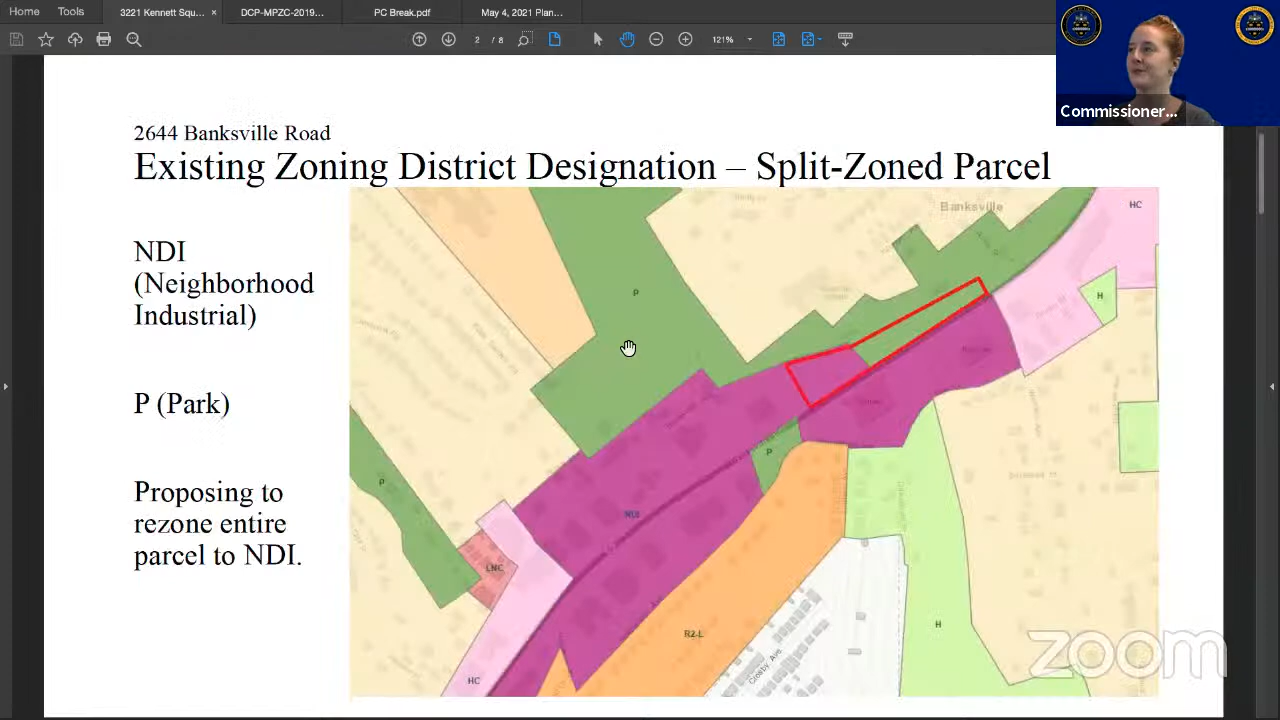 Home
Tools
3221 Kennett Squ... ×
DCP-MPZC-2019...
PC Break.pdf
May 4, 2021 Plan...
2 / 8
121%
Commissioner...
2644 Banksville Road
Existing Zoning District Designation – Split-Zoned Parcel
NDI
(Neighborhood
Industrial)
P (Park)
Proposing to
rezone entire
parcel to NDI.
Banksville
HC
P
H
P
P
NDI
LNC
R2-L
H
HC
Crosby Ave
zoom